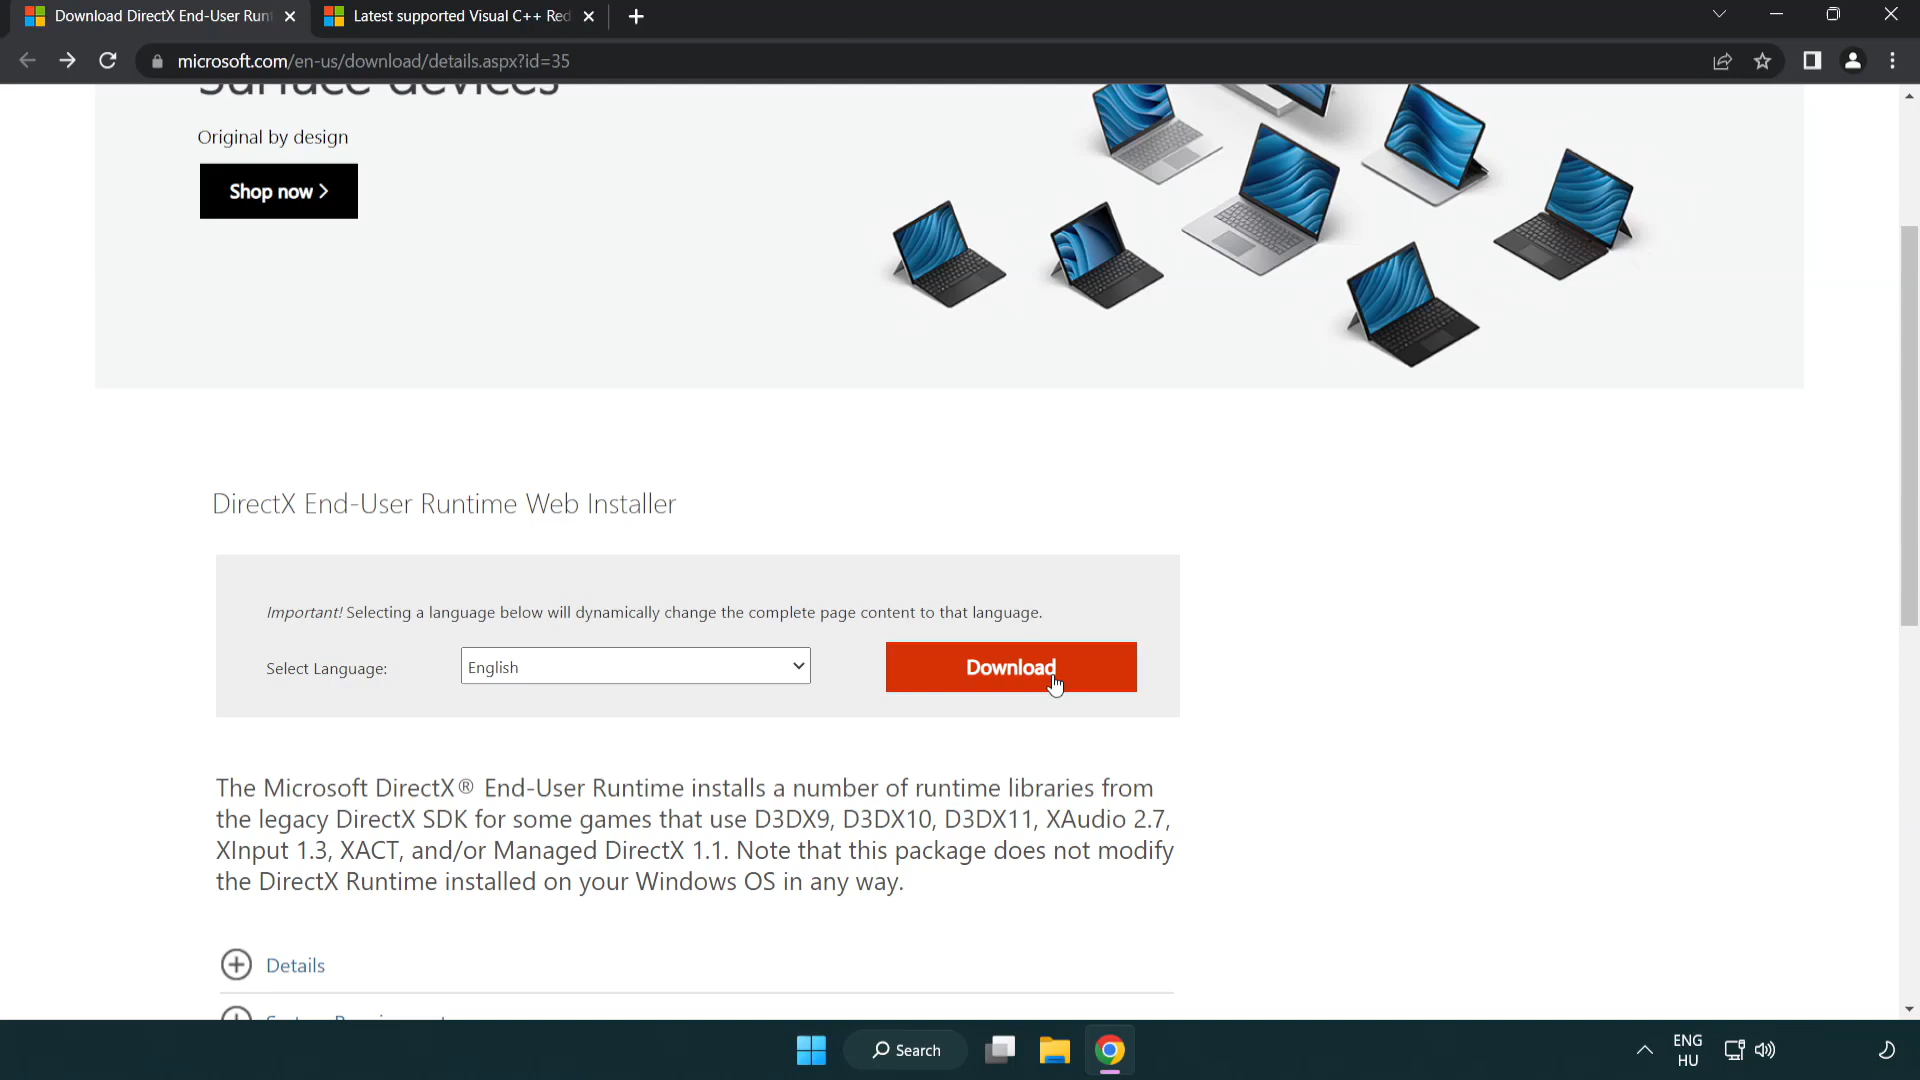 Download DirectX End-User Run
Latest supported Visual C++ Red
microsoft.com/en-us/download/details.aspx?id=35
Surface devices
Original by design
Shop now
DirectX End-User Runtime Web Installer
Important! Selecting a language below will dynamically change the complete page content to that language.
Select Language:
English
Download
The Microsoft DirectX® End-User Runtime installs a number of runtime libraries from
the legacy DirectX SDK for some games that use D3DX9, D3DX10, D3DX11, XAudio 2.7,
XInput 1.3, XACT, and/or Managed DirectX 1.1. Note that this package does not modify
the DirectX Runtime installed on your Windows OS in any way.
Details
Search
ENG
HU